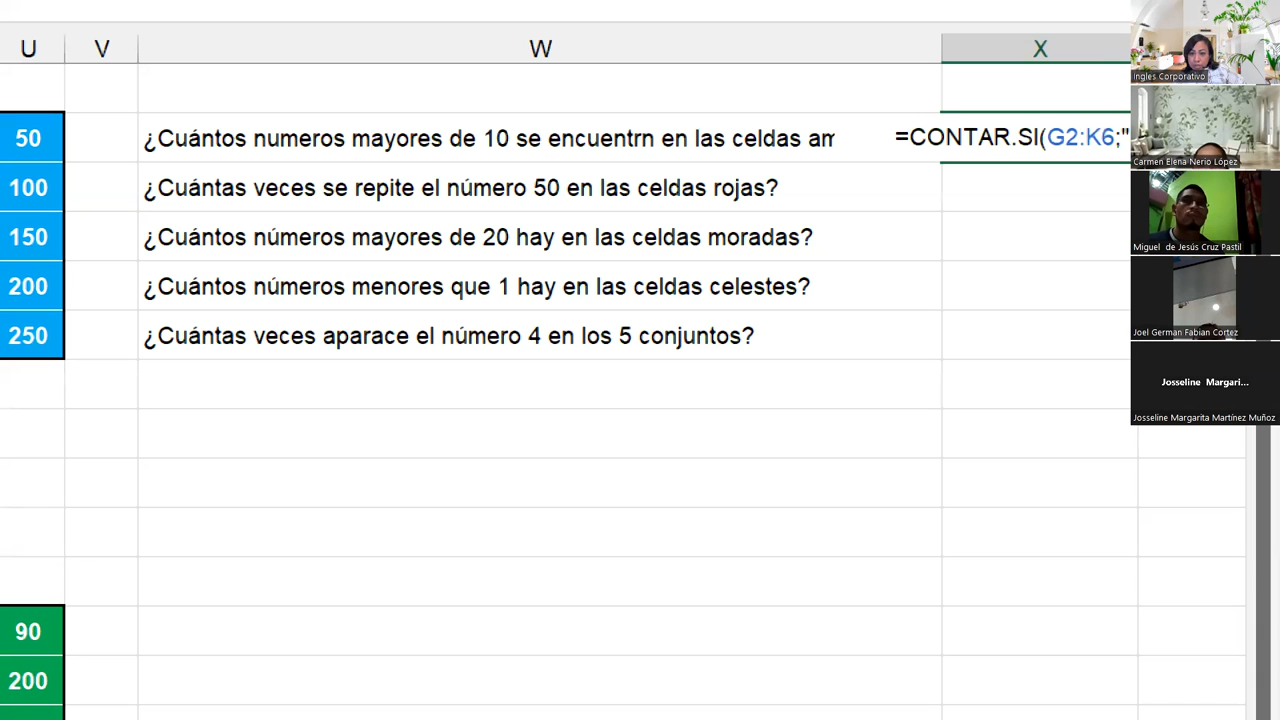 U V W X
50 ¿Cuántos numeros mayores de 10 se encuentrn en las celdas am =CONTAR.SI(G2:K6;"
100 ¿Cuántas veces se repite el número 50 en las celdas rojas?
150 ¿Cuántos números mayores de 20 hay en las celdas moradas?
200 ¿Cuántos números menores que 1 hay en las celdas celestes?
250 ¿Cuántas veces aparace el número 4 en los 5 conjuntos?
90
200
Ingles Corporativo
Carmen Elena Nerio López
Miguel de Jesús Cruz Pastil
Joel German Fabian Cortez
Josseline Margari...
Josseline Margarita Martínez Muñoz